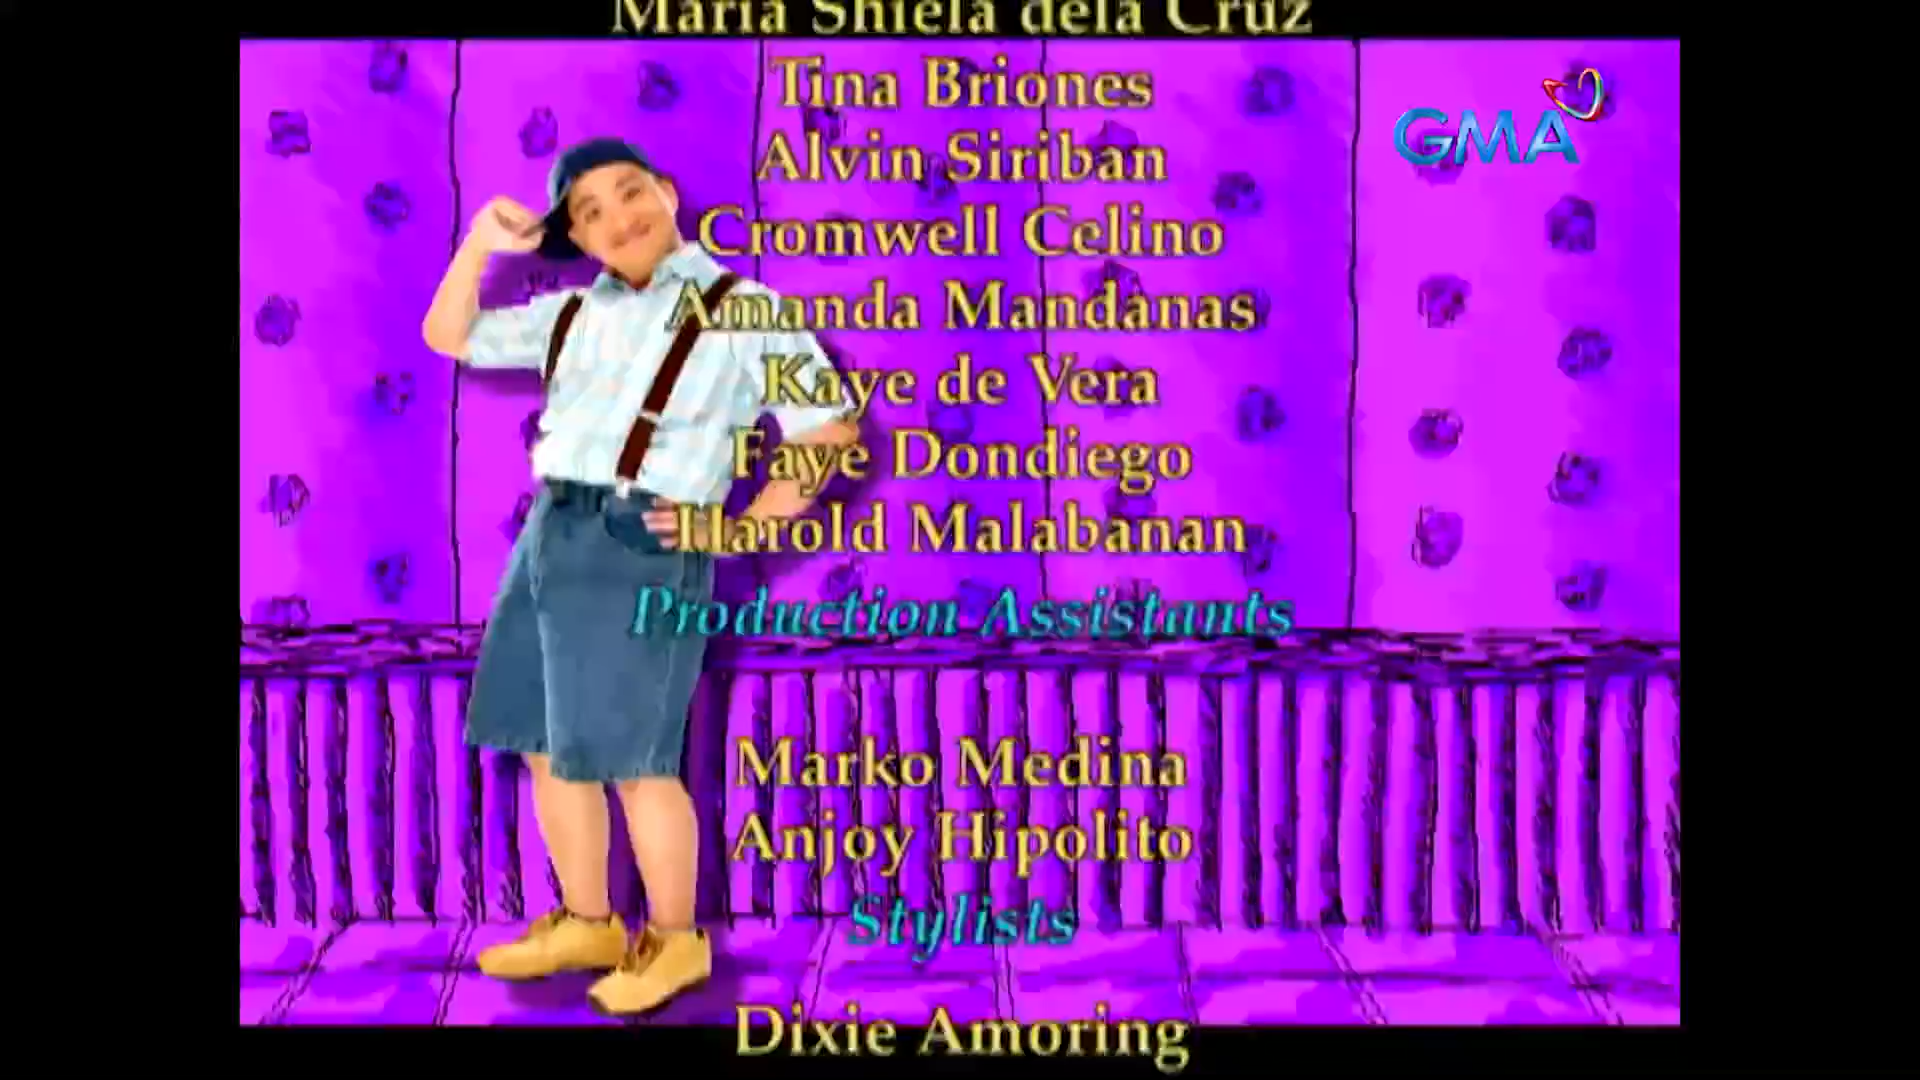 Maria Shiela dela Cruz
Tina Briones
GMA
Alvin Siriban
Cromwell Celino
Amanda Mandanas
Kaye de Vera
Faye Dondiego
Harold Malabanan
Production Assistants
Marko Medina
Anjoy Hipolito
Stylists
Dixie Amoring